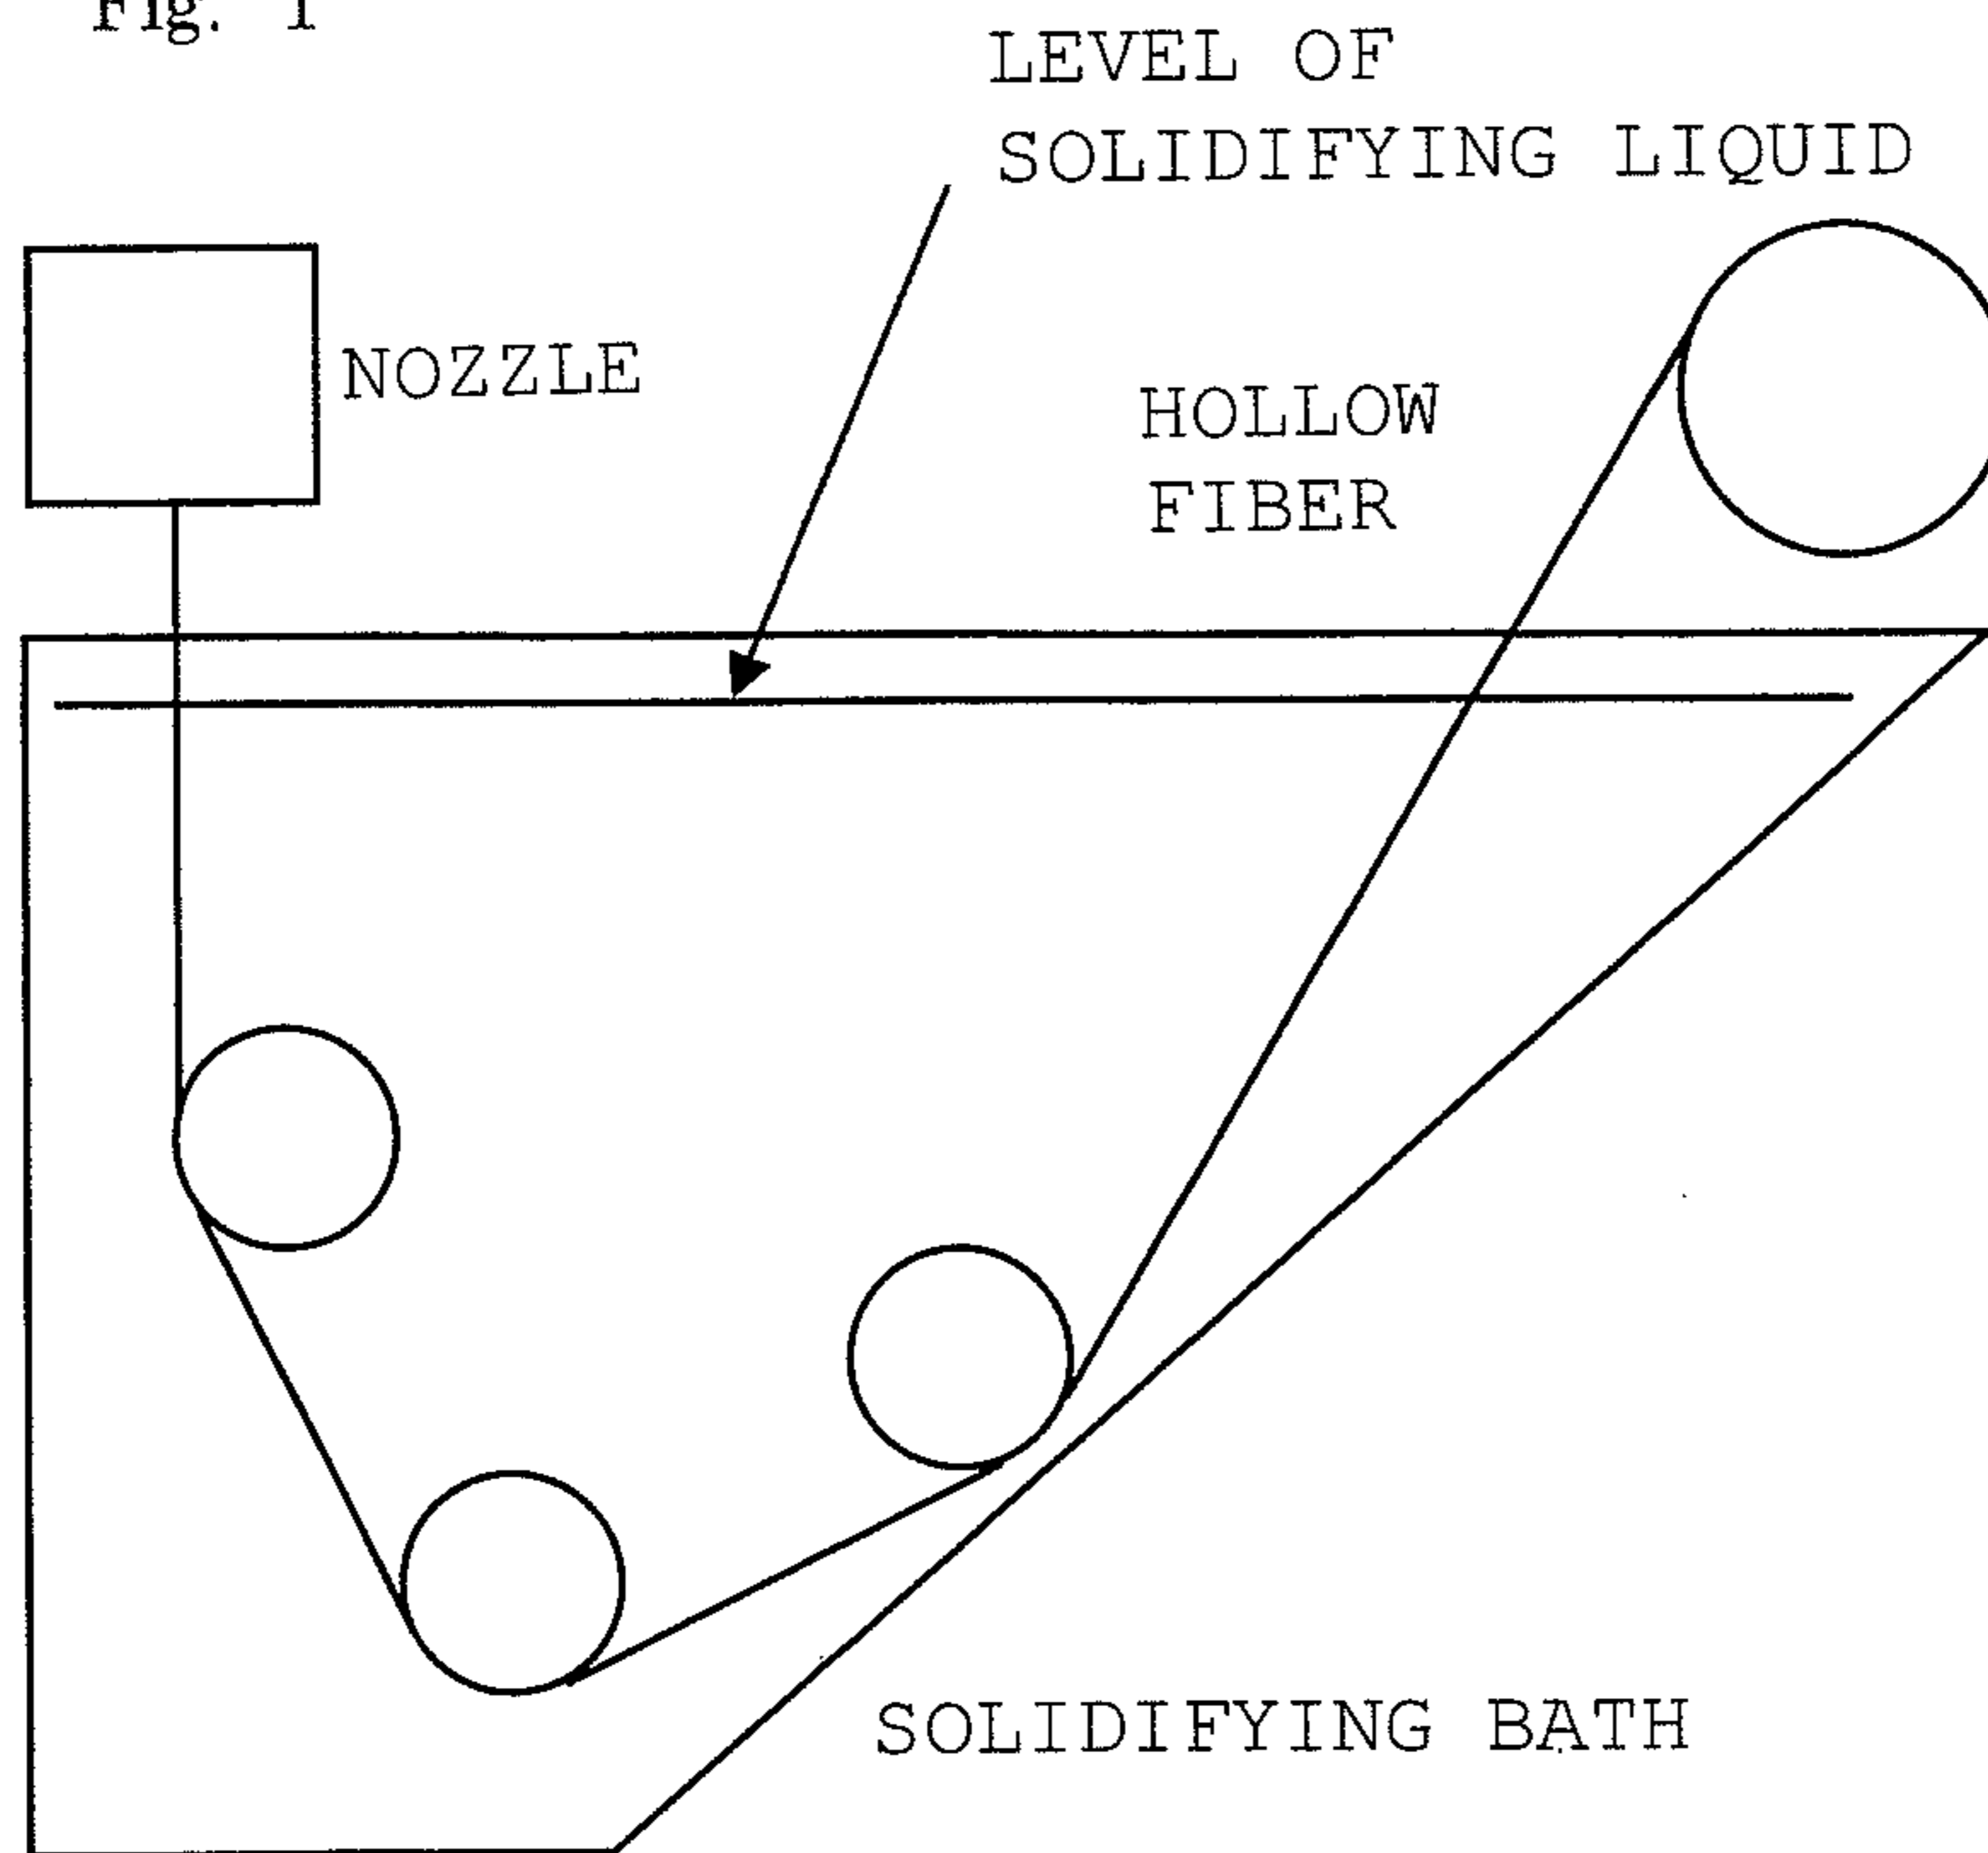 Fig. 1
LEVEL OF
SOLIDIFYING LIQUID
NOZZLE
HOLLOW
FIBER
SOLIDIFYING BATH